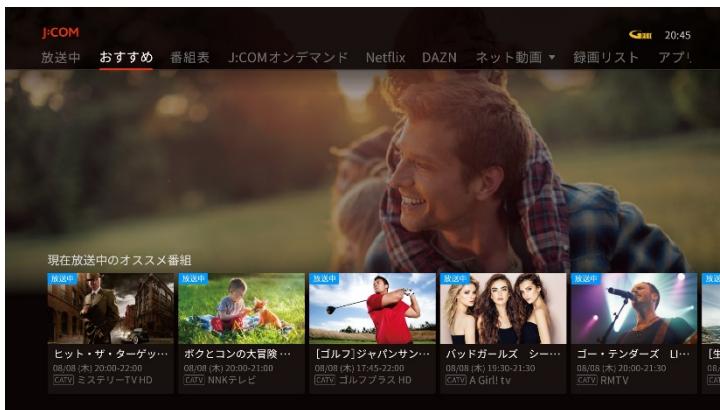 J:COM
G GUIDE 20:45
放送中 おすすめ 番組表 J:COMオンデマンド Netflix DAZN ネット動画 ▼ 録画リスト アプリ
現在放送中のオススメ番組
放送中 放送中 放送中 放送中 放送中
ヒット・ザ・ターゲッ… ボクとコンの大冒険… [ゴルフ]ジャパンサン… バッドガールズ シー… ゴー・テンダーズ LI… [生
08/08 (木) 20:00-22:00 08/08 (木) 20:00-21:00 08/08 (木) 17:45-22:00 08/08 (木) 19:30-21:30 08/08 (木) 20:00-21:30 08/
CATV ミステリーTV HD CATV NNKテレビ CATV ゴルフプラス HD CATV A Girl! tv CATV RMTV CAT